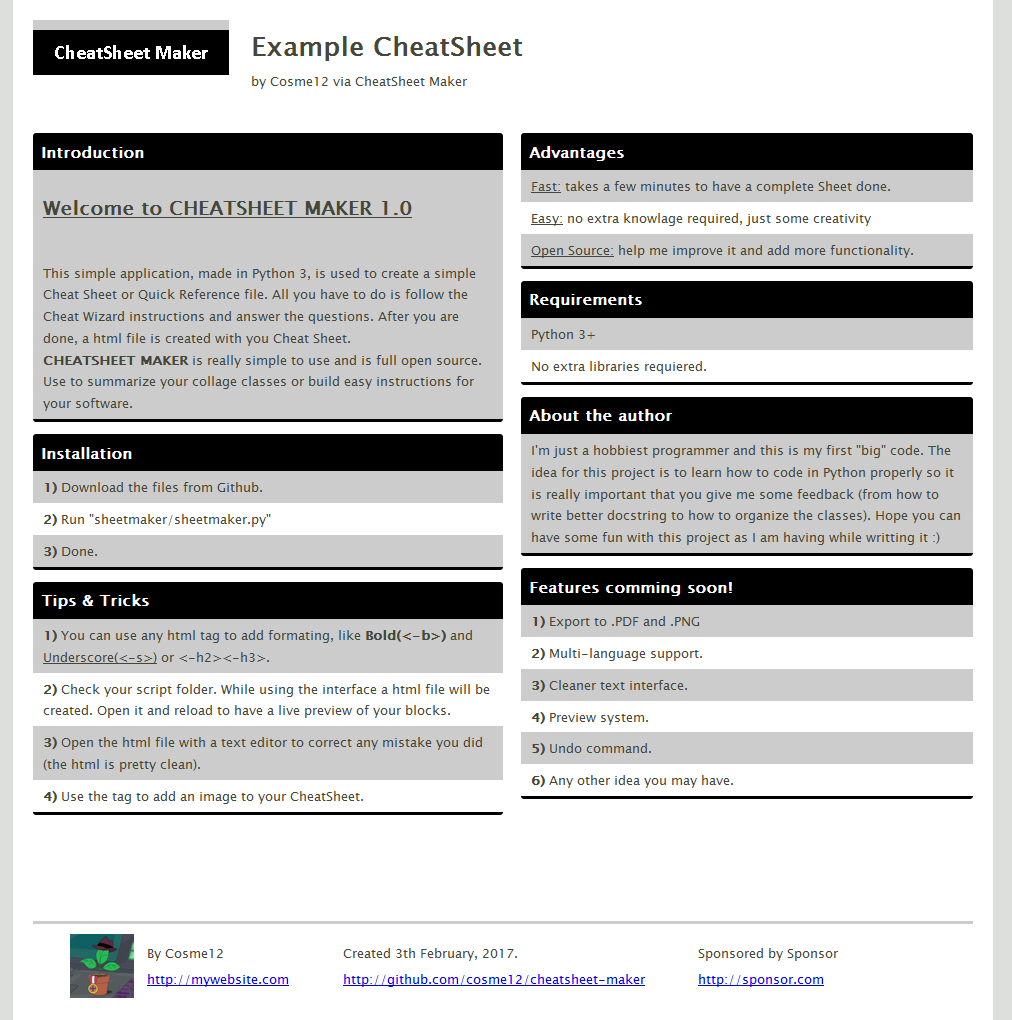 CheatSheet Maker
Example CheatSheet
by Cosme12 via CheatSheet Maker
Introduction
Welcome to CHEATSHEET MAKER 1.0
This simple application, made in Python 3, is used to create a simple
Cheat Sheet or Quick Reference file. All you have to do is follow the
Cheat Wizard instructions and answer the questions. After you are
done, a html file is created with you Cheat Sheet.
CHEATSHEET MAKER is really simple to use and is full open source.
Use to summarize your collage classes or build easy instructions for
your software.
Installation
1) Download the files from Github.
2) Run "sheetmaker/sheetmaker.py"
3) Done.
Tips & Tricks
1) You can use any html tag to add formating, like Bold(<-b>) and
Underscore(<-s>) or <-h2><-h3>.
2) Check your script folder. While using the interface a html file will be
created. Open it and reload to have a live preview of your blocks.
3) Open the html file with a text editor to correct any mistake you did
(the html is pretty clean).
4) Use the tag to add an image to your CheatSheet.
Advantages
Fast: takes a few minutes to have a complete Sheet done.
Easy: no extra knowlage required, just some creativity
Open Source: help me improve it and add more functionality.
Requirements
Python 3+
No extra libraries requiered.
About the author
I'm just a hobbiest programmer and this is my first "big" code. The
idea for this project is to learn how to code in Python properly so it
is really important that you give me some feedback (from how to
write better docstring to how to organize the classes). Hope you can
have some fun with this project as I am having while writting it :)
Features comming soon!
1) Export to .PDF and .PNG
2) Multi-language support.
3) Cleaner text interface.
4) Preview system.
5) Undo command.
6) Any other idea you may have.
By Cosme12
http://mywebsite.com
Created 3th February, 2017.
http://github.com/cosme12/cheatsheet-maker
Sponsored by Sponsor
http://sponsor.com